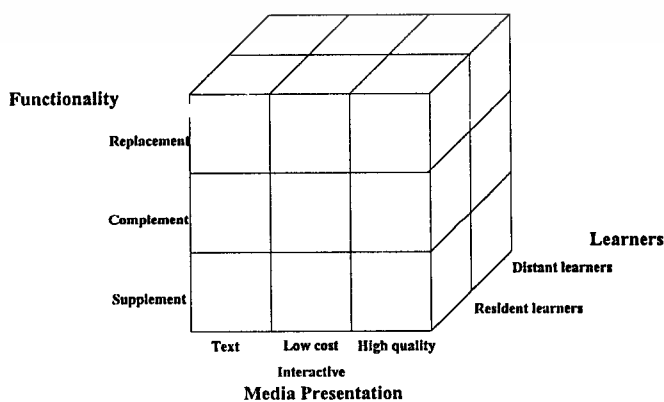 Functionality
Replacement
Complement
Supplement
Learners
Distant learners
Resident learners
Text Low cost High quality
Interactive
Media Presentation